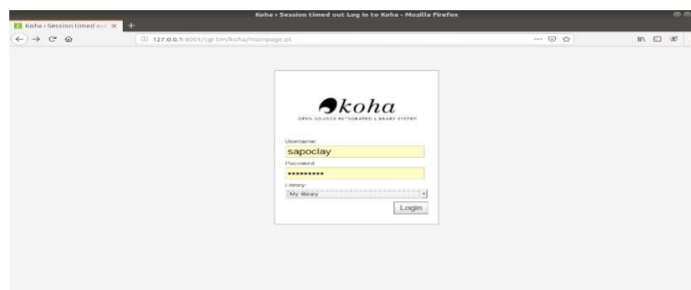 Koha › Session timed out Log in to Koha - Mozilla Firefox
Koha › Session timed out
127.0.0.1:8001/cgi-bin/koha/mainpage.pl
koha
OPEN SOURCE INTEGRATED LIBRARY SYSTEM
Username:
sapoclay
Password:
•••••••••
Library:
My library
Login